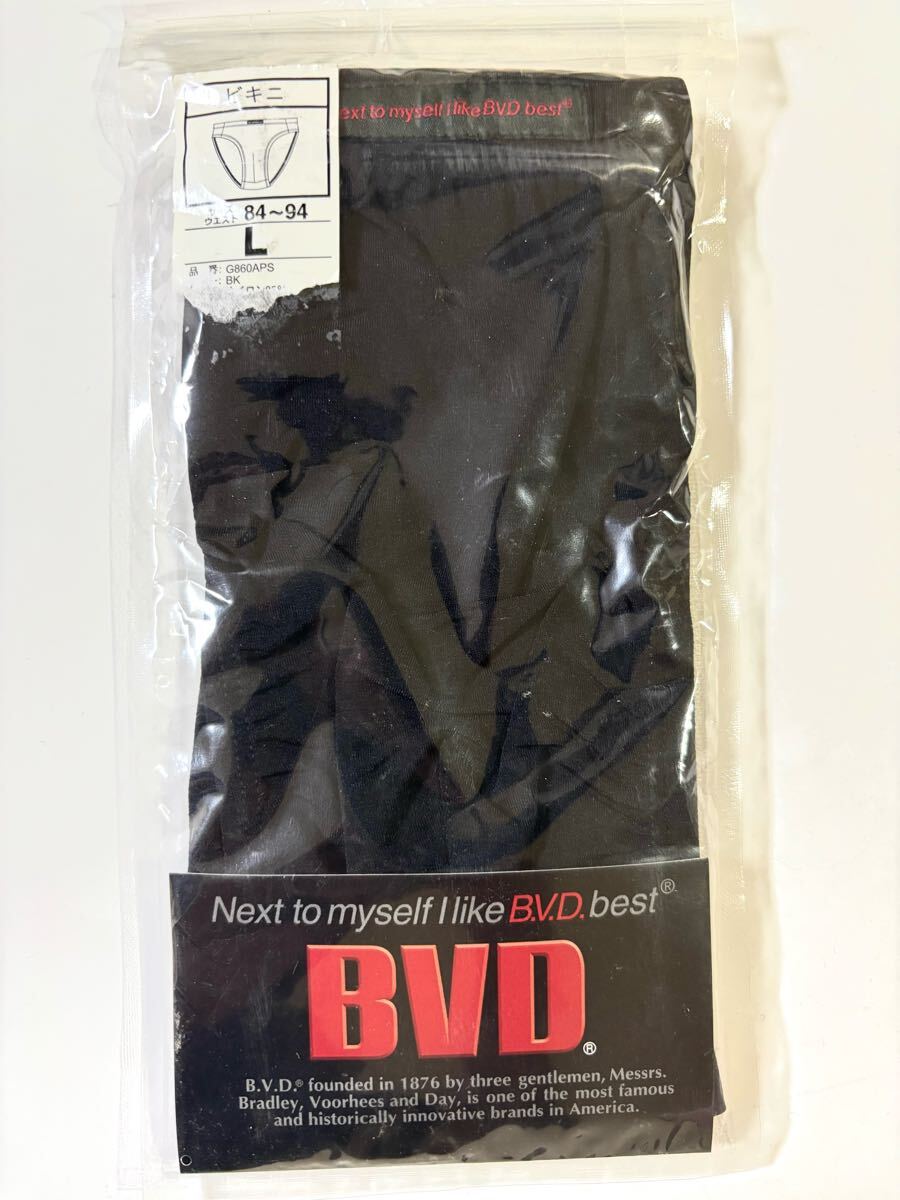 ビキニ
ext to myself I like BVD best®
ウエスト 84～94
L
品 : G860APS
: BK
Next to myself I like B.V.D. best®
BVD®
B.V.D.® founded in 1876 by three gentlemen, Messrs.
Bradley, Voorhees and Day, is one of the most famous
and historically innovative brands in America.